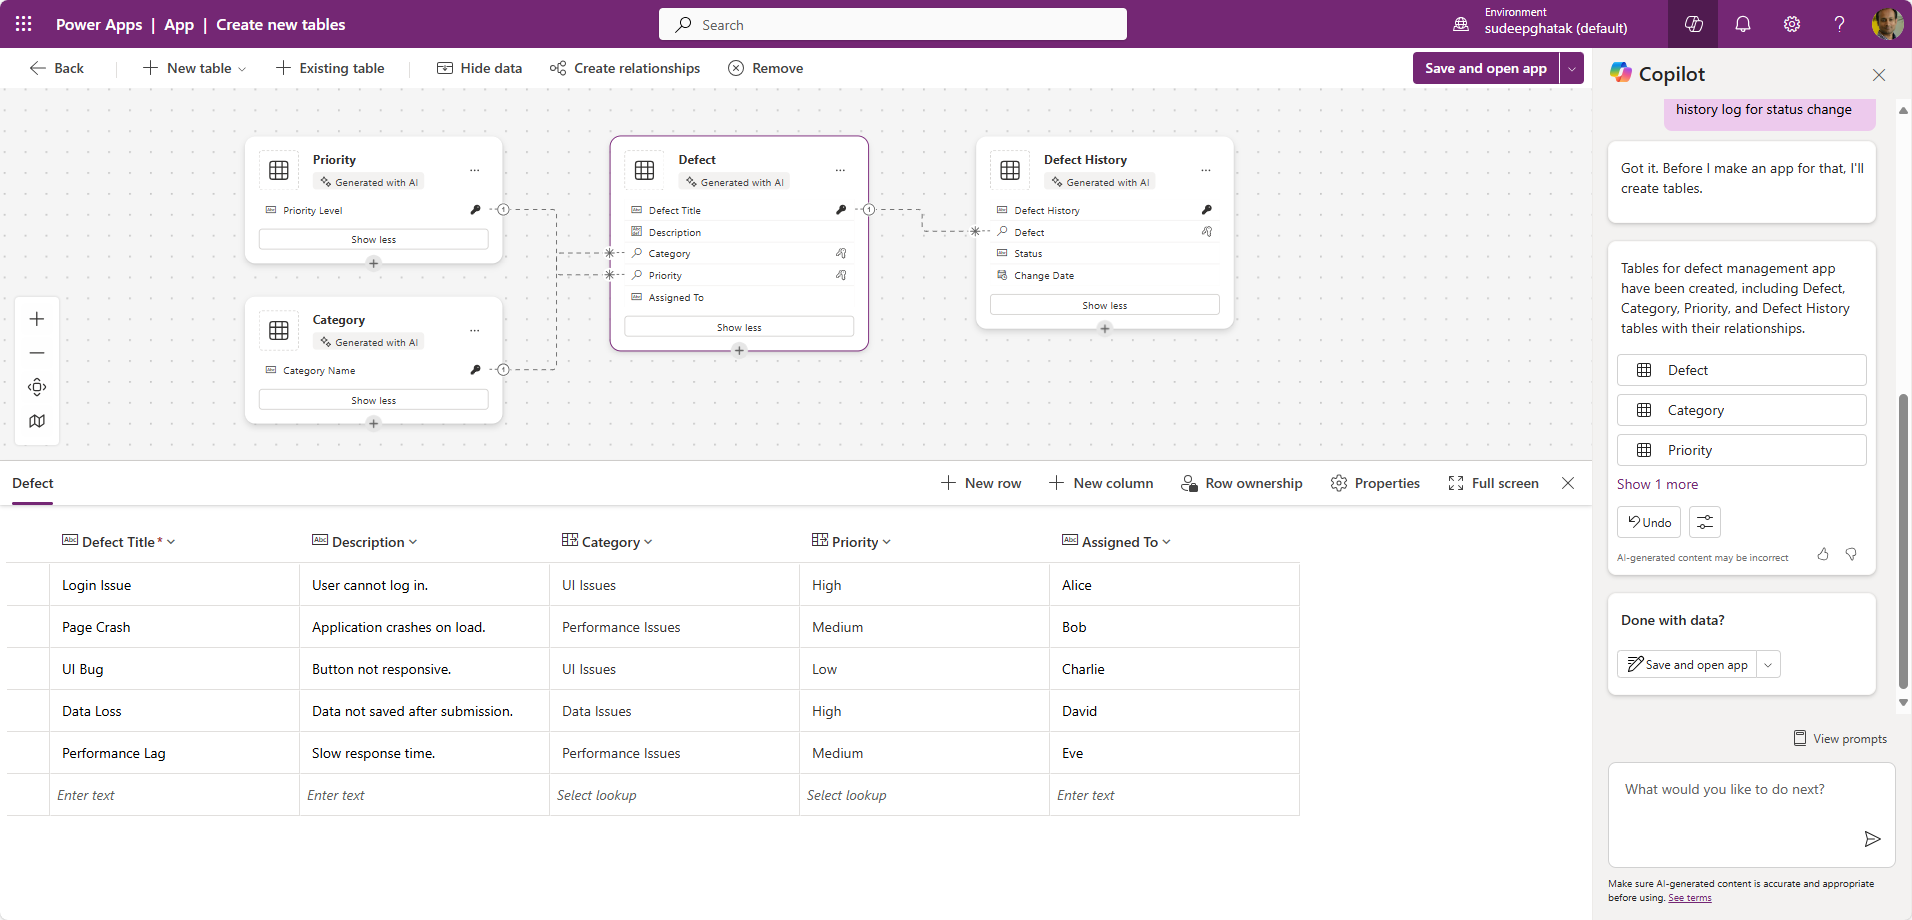 Power Apps | App | Create new tables
Search
Environment
sudeepghatak (default)
Back
New table
Existing table
Hide data
Create relationships
Remove
Save and open app
Priority
Generated with AI
Priority Level
Show less
Category
Generated with AI
Category Name
Show less
Defect
Generated with AI
Defect Title
Description
Category
Priority
Assigned To
Show less
Defect History
Generated with AI
Defect History
Defect
Status
Change Date
Show less
1
1
1
Copilot
history log for status change
Got it. Before I make an app for that, I'll
create tables.
Tables for defect management app
have been created, including Defect,
Category, Priority, and Defect History
tables with their relationships.
Defect
Category
Priority
Show 1 more
Undo
AI-generated content may be incorrect
Done with data?
Save and open app
View prompts
What would you like to do next?
Make sure AI-generated content is accurate and appropriate
before using. See terms
Defect
New row
New column
Row ownership
Properties
Full screen
Abc Defect Title* Abc Description Category Priority Abc Assigned To
Login Issue User cannot log in. UI Issues High Alice
Page Crash Application crashes on load. Performance Issues Medium Bob
UI Bug Button not responsive. UI Issues Low Charlie
Data Loss Data not saved after submission. Data Issues High David
Performance Lag Slow response time. Performance Issues Medium Eve
Enter text Enter text Select lookup Select lookup Enter text